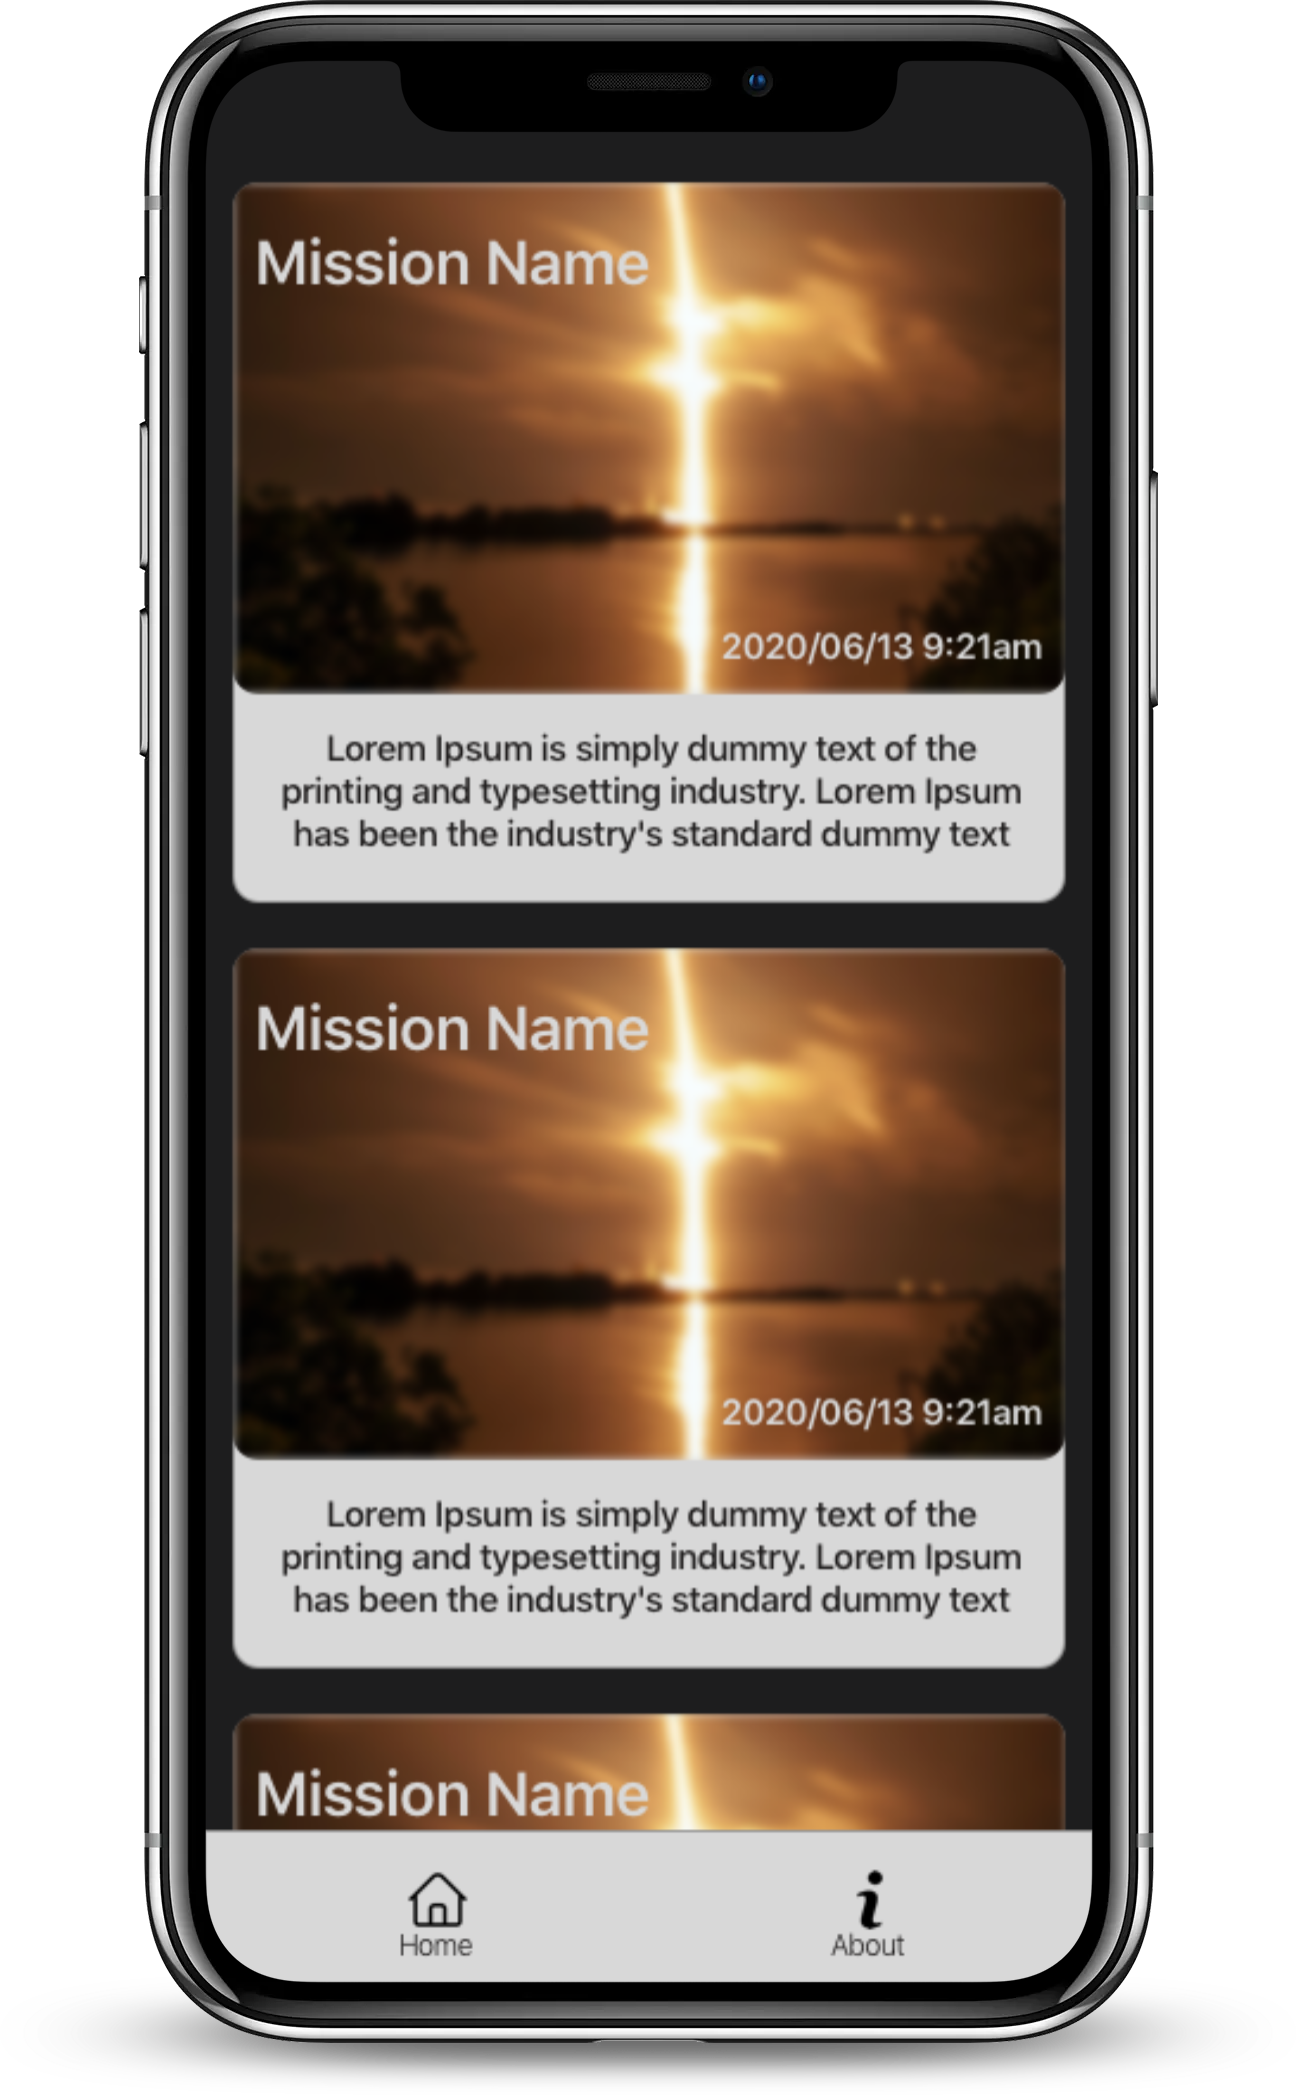 Mission Name
2020/06/13 9:21am
Lorem Ipsum is simply dummy text of the
printing and typesetting industry. Lorem Ipsum
has been the industry's standard dummy text
Mission Name
2020/06/13 9:21am
Lorem Ipsum is simply dummy text of the
printing and typesetting industry. Lorem Ipsum
has been the industry's standard dummy text
Mission Name
Home
About